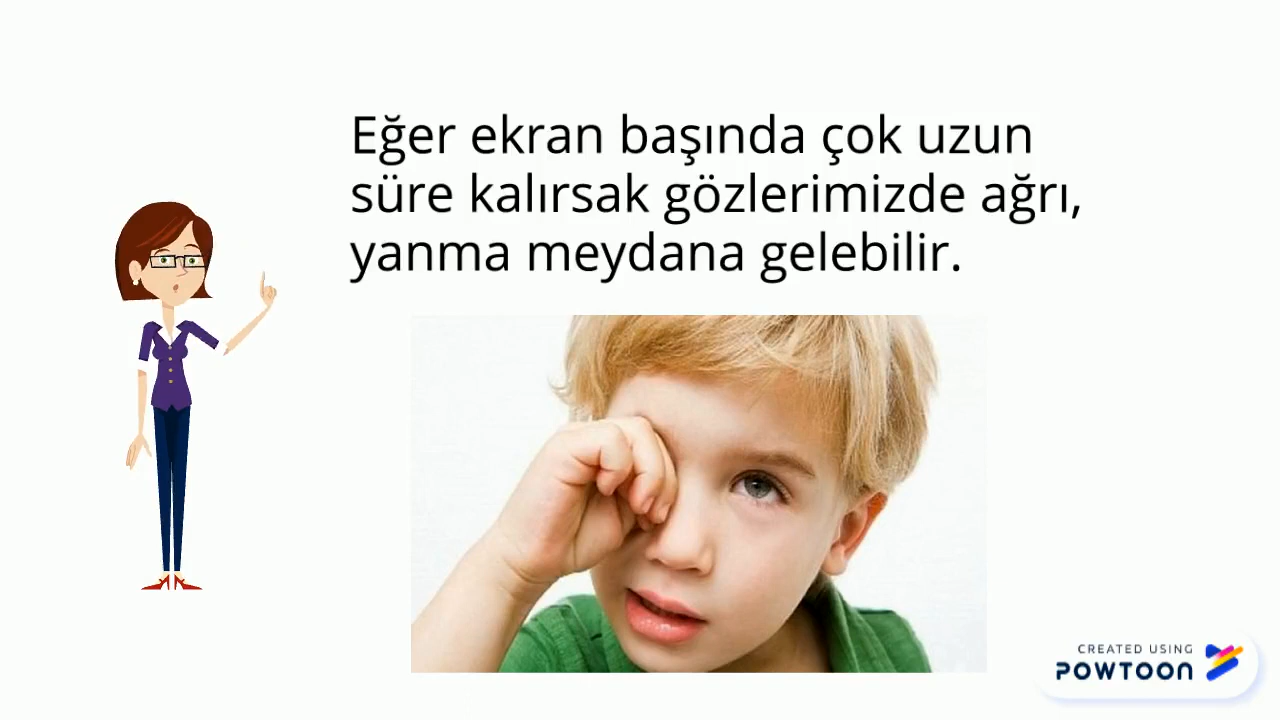 Eğer ekran başında çok uzun
süre kalırsak gözlerimizde ağrı,
yanma meydana gelebilir.
CREATED USING
POWTOON